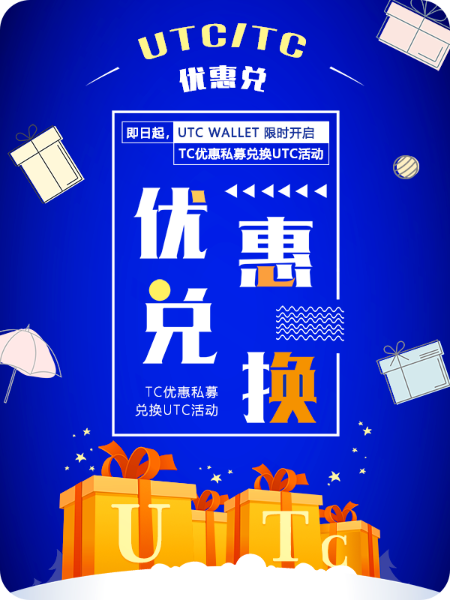 UTC/TC
优惠兑
即日起，UTC WALLET 限时开启
TC优惠私募兑换UTC活动
优惠
兑换
TC优惠私募
兑换UTC活动
U TC